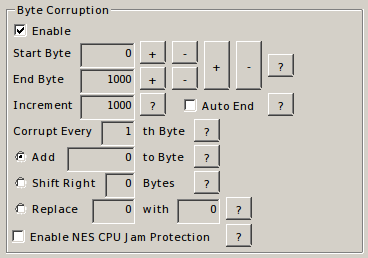 Byte Corruption
Enable
Start Byte 0 + - + - ?
End Byte 1000 + -
Increment 1000 ? Auto End ?
Corrupt Every 1 th Byte ?
Add 0 to Byte ?
Shift Right 0 Bytes ?
Replace 0 with 0 ?
Enable NES CPU Jam Protection ?